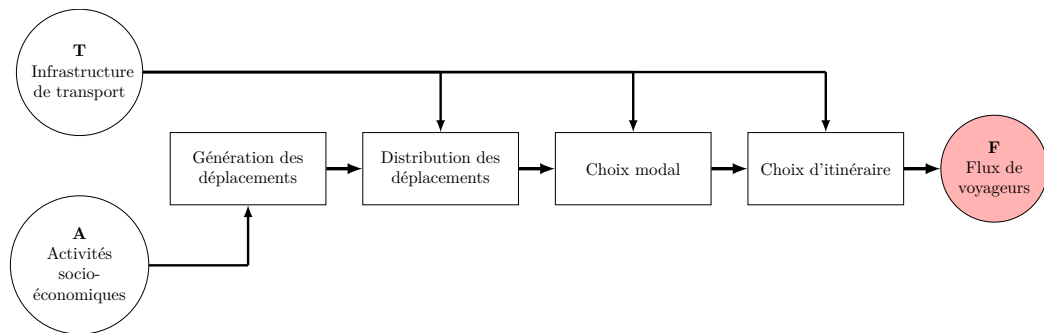 T
Infrastructure
de transport
Génération des
déplacements
Distribution des
déplacements
Choix modal
Choix d'itinéraire
F
Flux de
voyageurs
A
Activités
socio-
économiques